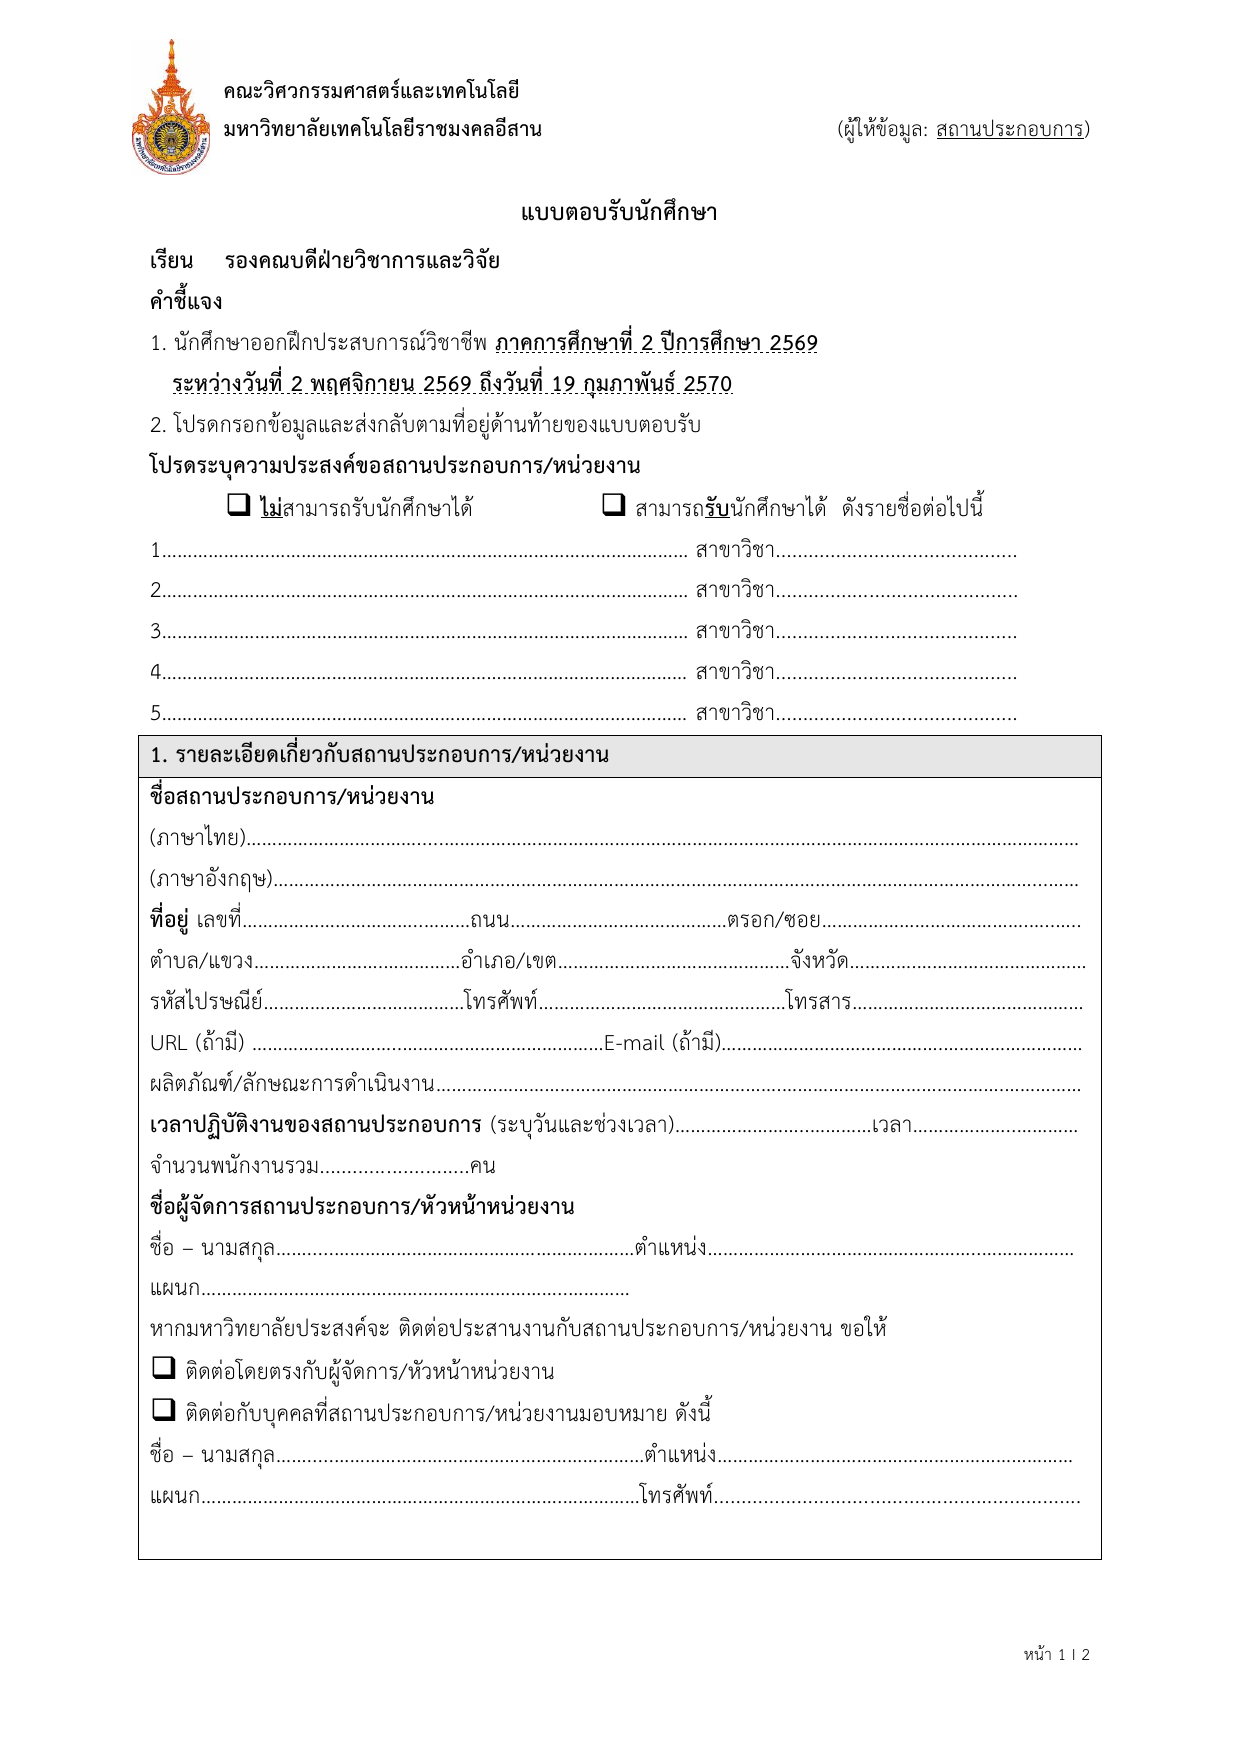 คณะวิศวกรรมศาสตร์และเทคโนโลยี
มหาวิทยาลัยเทคโนโลยีราชมงคลอีสาน (ผู้ให้ข้อมูล: สถานประกอบการ)
แบบตอบรับนักศึกษา
เรียน รองคณบดีฝ่ายวิชาการและวิจัย
คำชี้แจง
1. นักศึกษาออกฝึกประสบการณ์วิชาชีพ ภาคการศึกษาที่ 2 ปีการศึกษา 2569
ระหว่างวันที่ 2 พฤศจิกายน 2569 ถึงวันที่ 19 กุมภาพันธ์ 2570
2. โปรดกรอกข้อมูลและส่งกลับตามที่อยู่ด้านท้ายของแบบตอบรับ
โปรดระบุความประสงค์ขอสถานประกอบการ/หน่วยงาน
❑ ไม่สามารถรับนักศึกษาได้ ❑ สามารถรับนักศึกษาได้ ดังรายชื่อต่อไปนี้
1........................................ สาขาวิชา........................................
2........................................ สาขาวิชา........................................
3........................................ สาขาวิชา........................................
4........................................ สาขาวิชา........................................
5........................................ สาขาวิชา........................................
1. รายละเอียดเกี่ยวกับสถานประกอบการ/หน่วยงาน
ชื่อสถานประกอบการ/หน่วยงาน
(ภาษาไทย)........................................
(ภาษาอังกฤษ)........................................
ที่อยู่ เลขที่....................ถนน....................ตรอก/ซอย....................
ตำบล/แขวง....................อำเภอ/เขต....................จังหวัด....................
รหัสไปรษณีย์....................โทรศัพท์....................โทรสาร....................
URL (ถ้ามี) ....................E-mail (ถ้ามี)....................
ผลิตภัณฑ์/ลักษณะการดำเนินงาน........................................
เวลาปฏิบัติงานของสถานประกอบการ (ระบุวันและช่วงเวลา)....................เวลา....................
จำนวนพนักงานรวม....................คน
ชื่อผู้จัดการสถานประกอบการ/หัวหน้าหน่วยงาน
ชื่อ – นามสกุล....................ตำแหน่ง....................
แผนก........................................
หากมหาวิทยาลัยประสงค์จะ ติดต่อประสานงานกับสถานประกอบการ/หน่วยงาน ขอให้
❑ ติดต่อโดยตรงกับผู้จัดการ/หัวหน้าหน่วยงาน
❑ ติดต่อกับบุคคลที่สถานประกอบการ/หน่วยงานมอบหมาย ดังนี้
ชื่อ – นามสกุล....................ตำแหน่ง....................
แผนก....................โทรศัพท์....................
หน้า 1 l 2